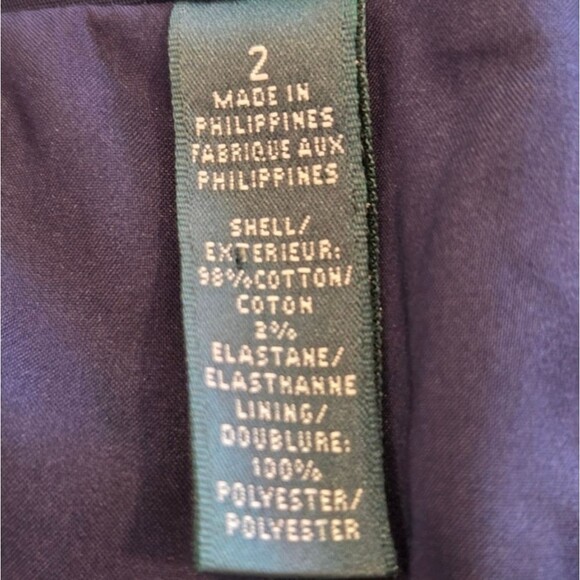 2
MADE IN
PHILIPPINES
FABRIQUE AUX
PHILIPPINES
SHELL/
EXTERIEUR:
98% COTTON/
COTON
2%
ELASTANE/
ELASTHANNE
LINING/
DOUBLURE:
100%
POLYESTER/
POLYESTER